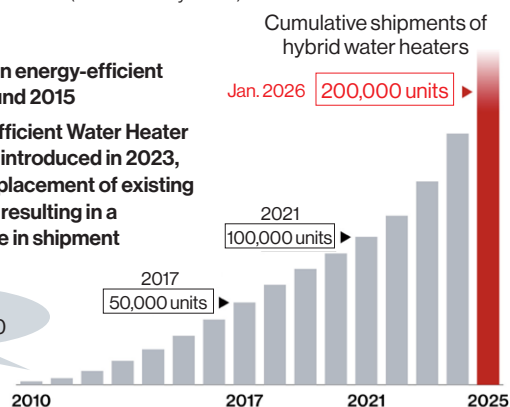 Cumulative shipments of
hybrid water heaters
n energy-efficient
und 2015
Jan. 2026 200,000 units
fficient Water Heater
introduced in 2023,
placement of existing
resulting in a
e in shipment
2021
100,000 units
2017
50,000 units
0
2010 2017 2021 2025